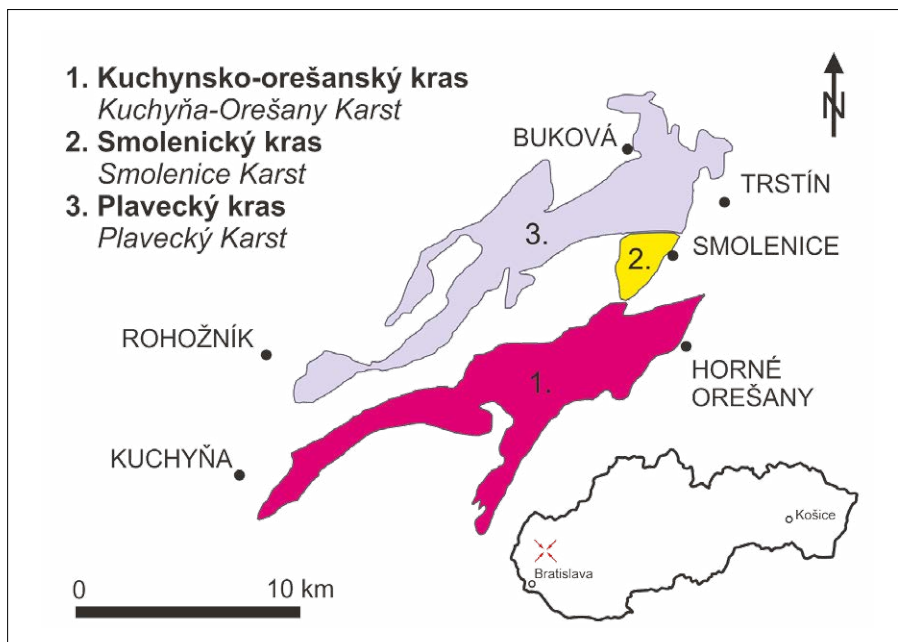 1. Kuchynsko-orešanský kras
Kuchyňa-Orešany Karst
2. Smolenický kras
Smolenice Karst
3. Plavecký kras
Plavecký Karst
N
BUKOVÁ
TRSTÍN
3.
2.
SMOLENICE
ROHOŽNÍK
HORNÉ
OREŠANY
1.
KUCHYŇA
Košice
Bratislava
0
10 km